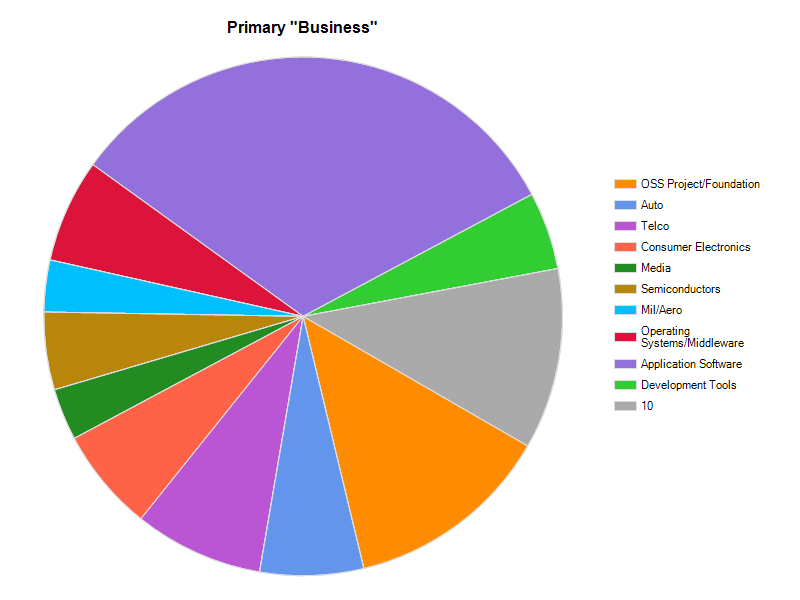 Primary "Business"
OSS Project/Foundation
Auto
Telco
Consumer Electronics
Media
Semiconductors
Mil/Aero
Operating
Systems/Middleware
Application Software
Development Tools
10